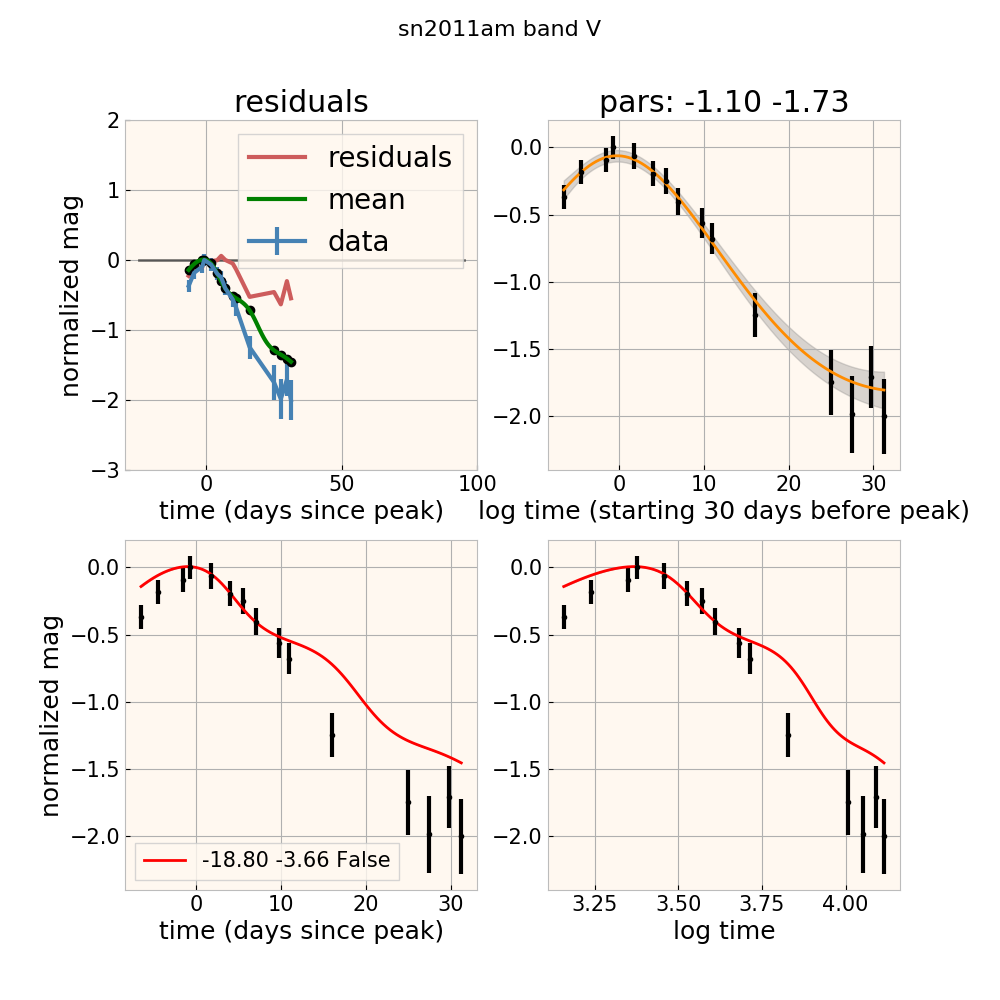 sn2011am band V
residuals
pars: -1.10 -1.73
normalized mag
2
1
0
−1
−2
−3
residuals
mean
data
0
50
100
time (days since peak)
0.0
−0.5
−1.0
−1.5
−2.0
0
10
20
30
log time (starting 30 days before peak)
normalized mag
0.0
−0.5
−1.0
−1.5
−2.0
-18.80 -3.66 False
0
10
20
30
time (days since peak)
0.0
−0.5
−1.0
−1.5
−2.0
3.25
3.50
3.75
4.00
log time